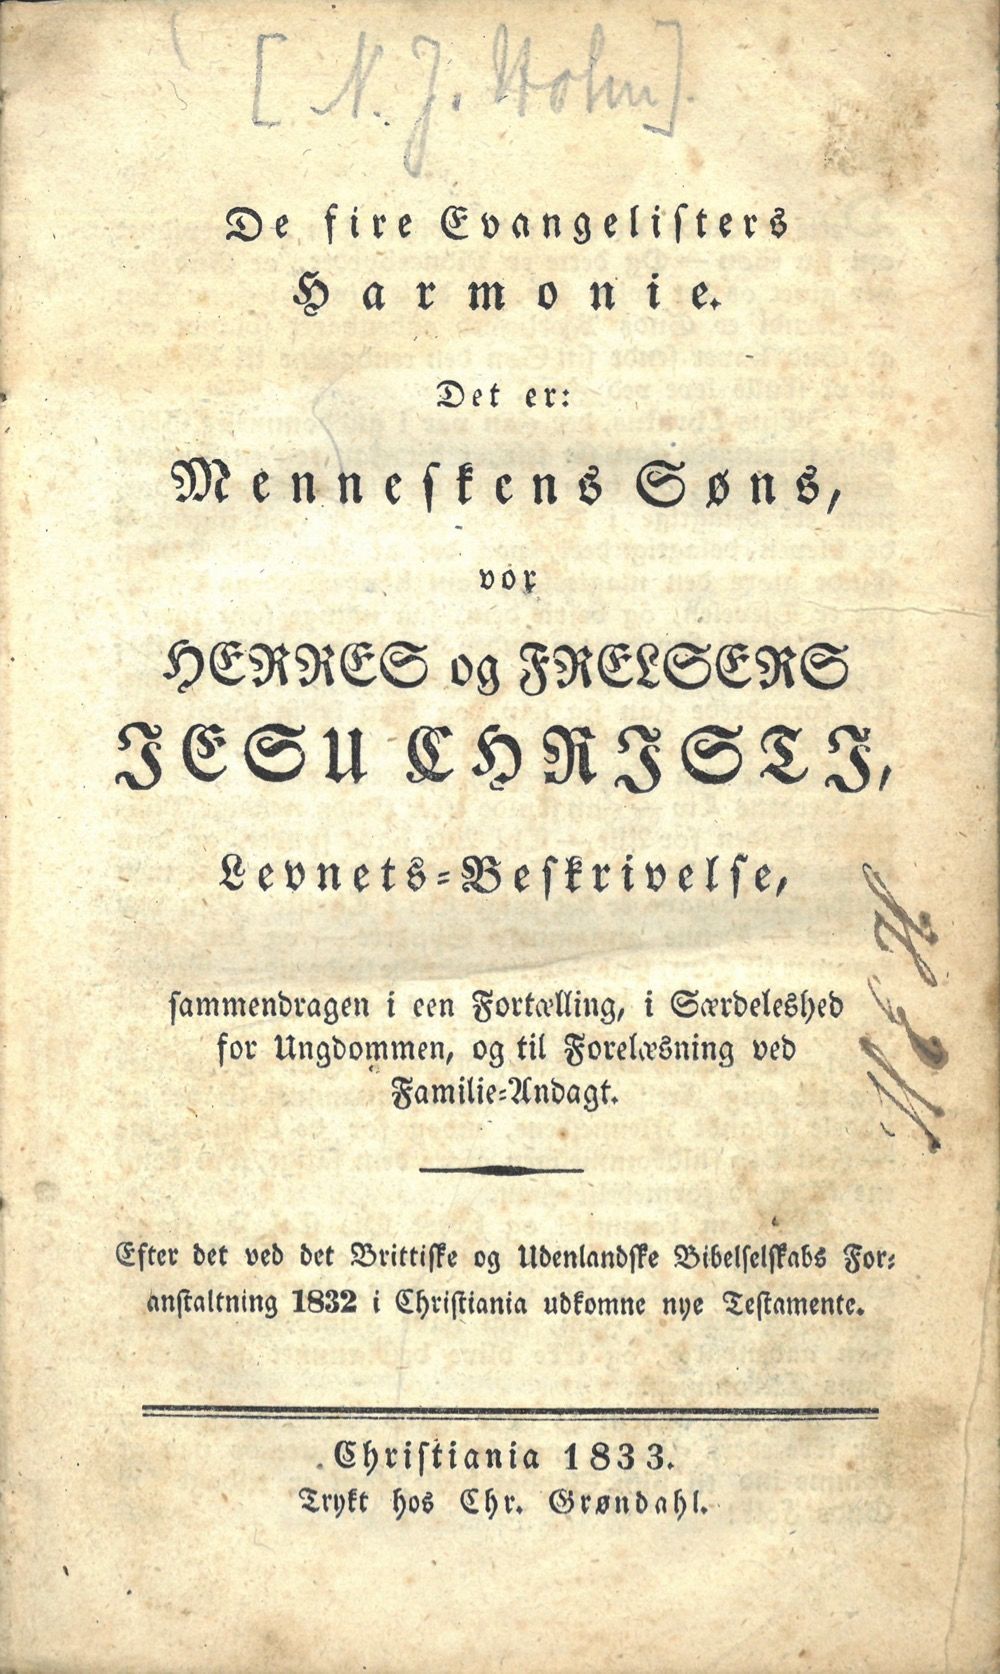 [N. J. Holm].
De fire Evangelisters
Harmonie.
Det er:
Menneskens Søns,
vor
HERRES og FRELSERS
JESU CHRISTI,
Levnets-Beskrivelse,
sammendragen i een Fortælling, i Særdeleshed
for Ungdommen, og til Forelæsning ved
Familie-Andagt.
Efter det ved det Brittiske og Udenlandske Bibelselskabs For-
anstaltning 1832 i Christiania udkomne nye Testamente.
Christiania 1833.
Trykt hos Chr. Grøndahl.